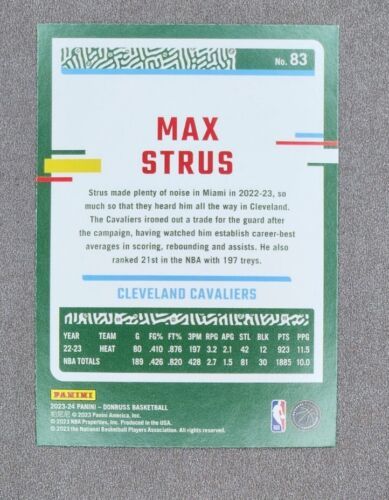 No. 83
MAX
STRUS
Strus made plenty of noise in Miami in 2022-23, so
much so that they heard him all the way in Cleveland.
The Cavaliers ironed out a trade for the guard after
the campaign, having watched him establish career-best
averages in scoring, rebounding and assists. He also
ranked 21st in the NBA with 197 treys.
CLEVELAND CAVALIERS
YEAR TEAM G FG% FT% 3PM RPG APG STL BLK PTS PPG
22-23 HEAT 80 .410 .876 197 3.2 2.1 42 12 923 11.5
NBA TOTALS 189 .426 .820 428 2.7 1.5 81 30 1885 10.0
PANINI
2023-24 PANINI – DONRUSS BASKETBALL
© 2023 Panini America, Inc.
© 2023 NBA Properties, Inc. Produced in the USA.
© 2023 the National Basketball Players Association. All rights reserved.